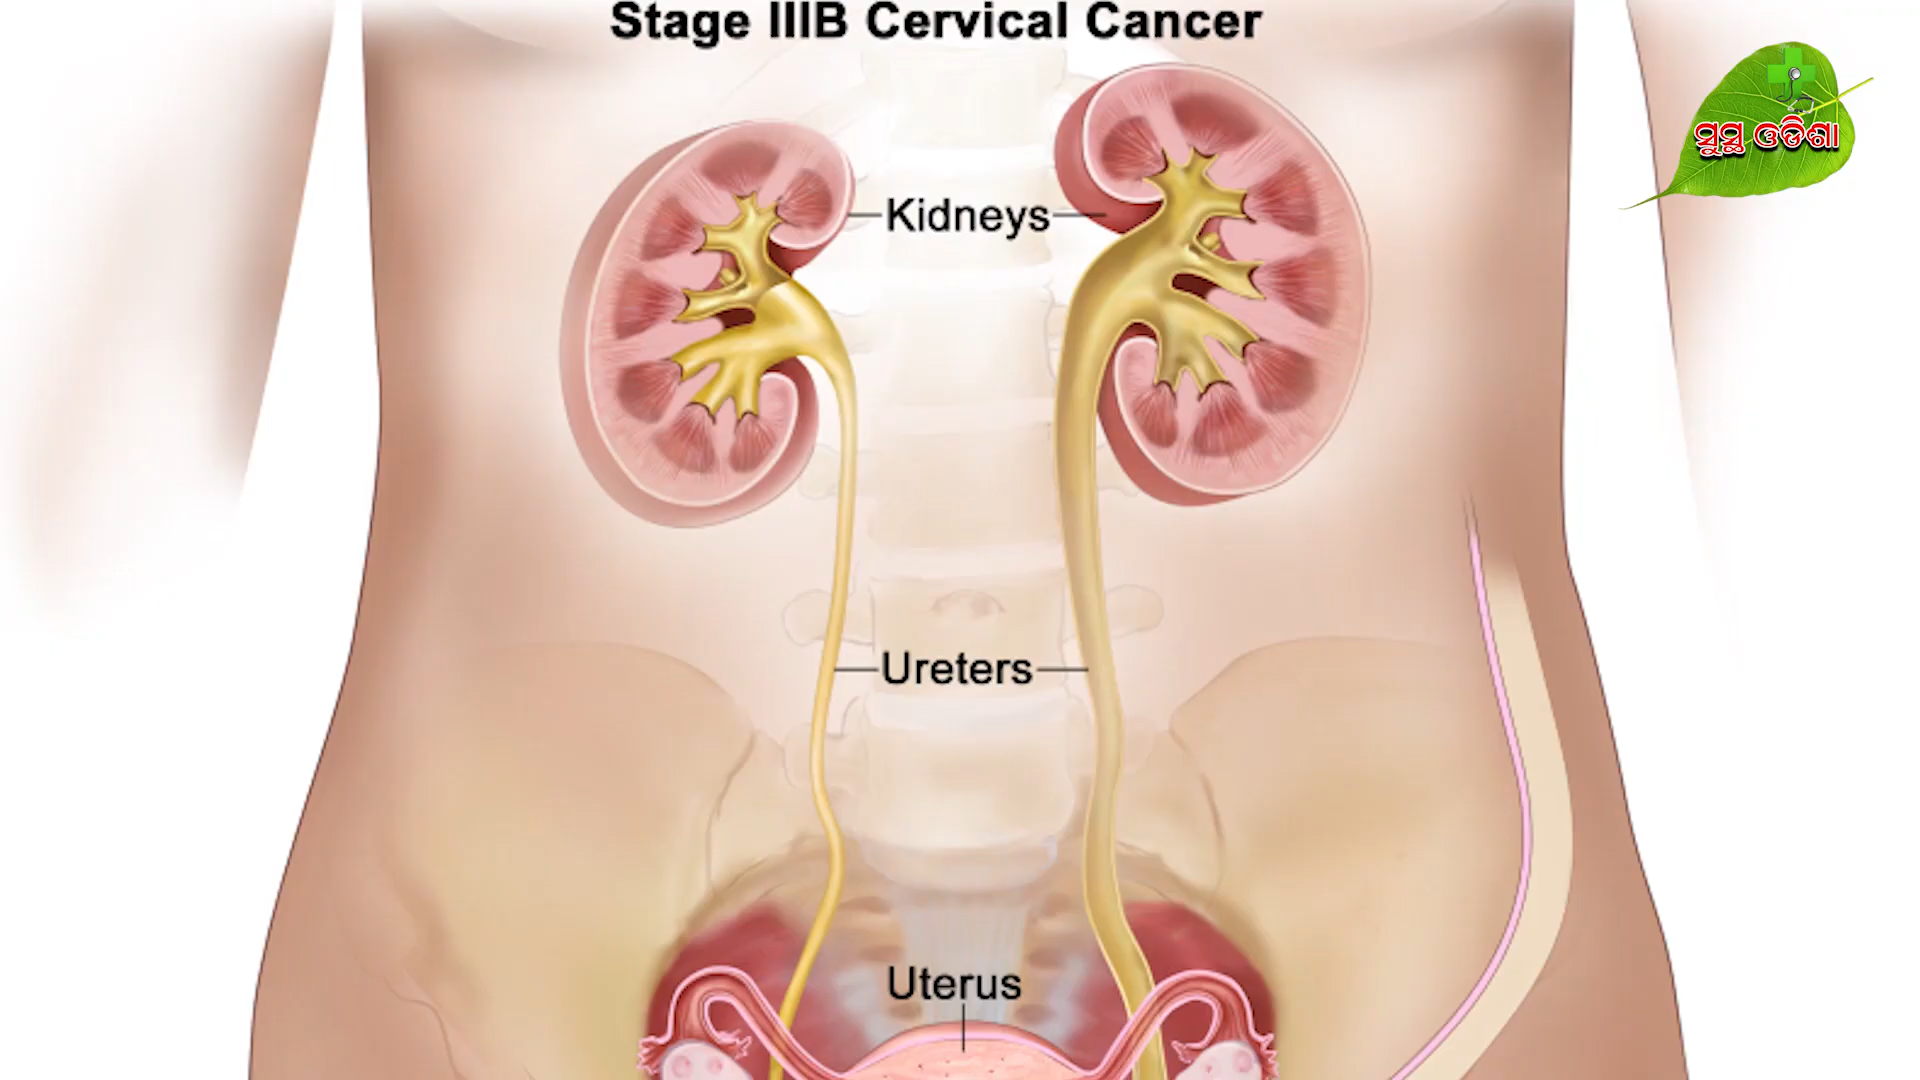 Stage IIIB Cervical Cancer
ସୁସ୍ଥ ଓଡିଶା
Kidneys
Ureters
Uterus